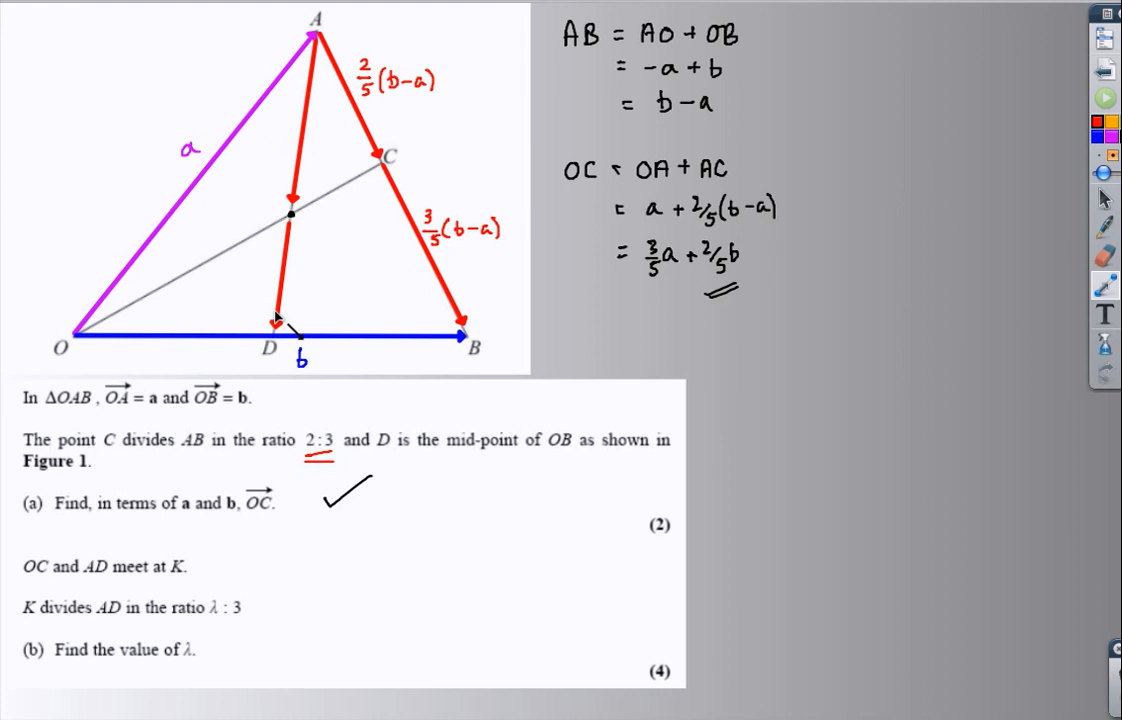 A
2/5(b-a)
AB = AO + OB
= -a + b
= b - a
a
C
OC = OA + AC
= a + 2/5(b-a)
3/5(b-a)
= 3/5a + 2/5b
O
D
b
B
In ΔOAB, OA = a and OB = b.
The point C divides AB in the ratio 2:3 and D is the mid-point of OB as shown in
Figure 1.
(a) Find, in terms of a and b, OC.
(2)
OC and AD meet at K.
K divides AD in the ratio λ : 3
(b) Find the value of λ.
(4)
T